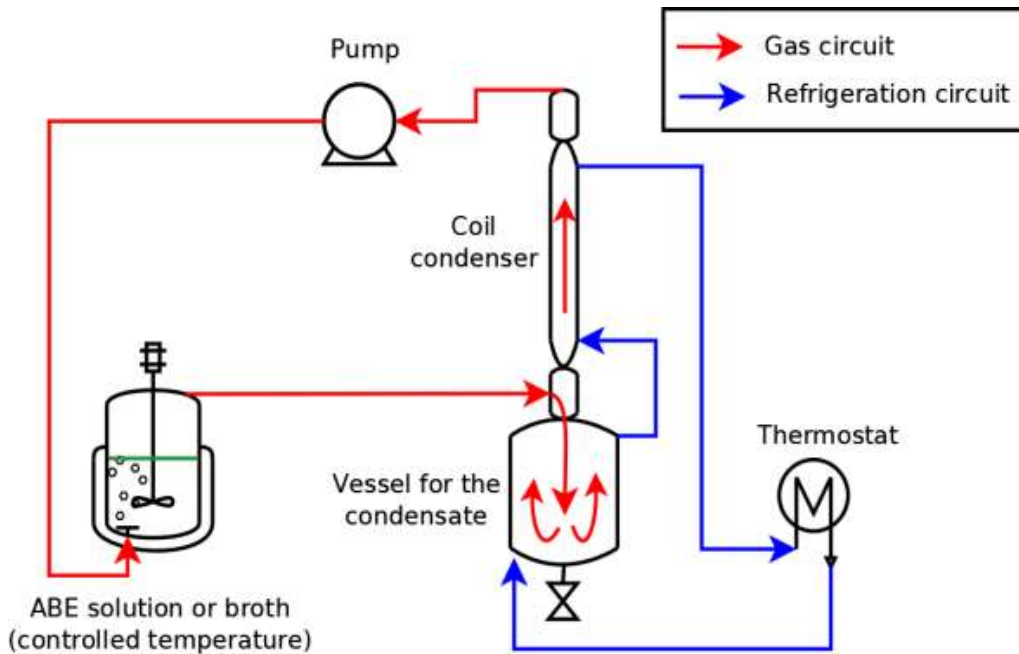 Pump
Gas circuit
Refrigeration circuit
Coil
condenser
Thermostat
Vessel for the
condensate
ABE solution or broth
(controlled temperature)